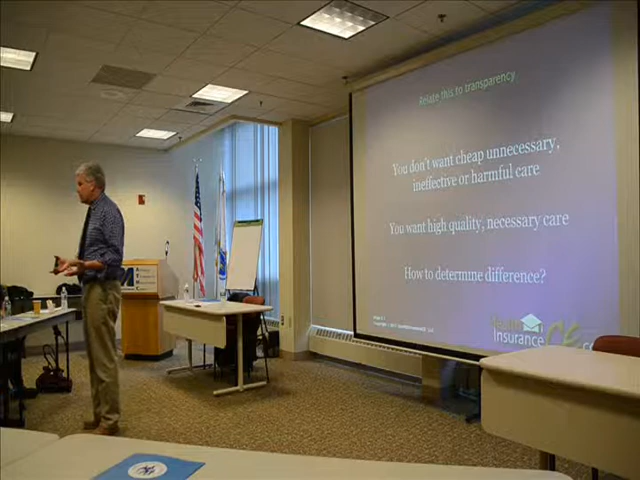 Relate this to transparency
You don't want cheap unnecessary,
ineffective or harmful care
You want high quality, necessary care
How to determine difference?
Health
Insurance CE